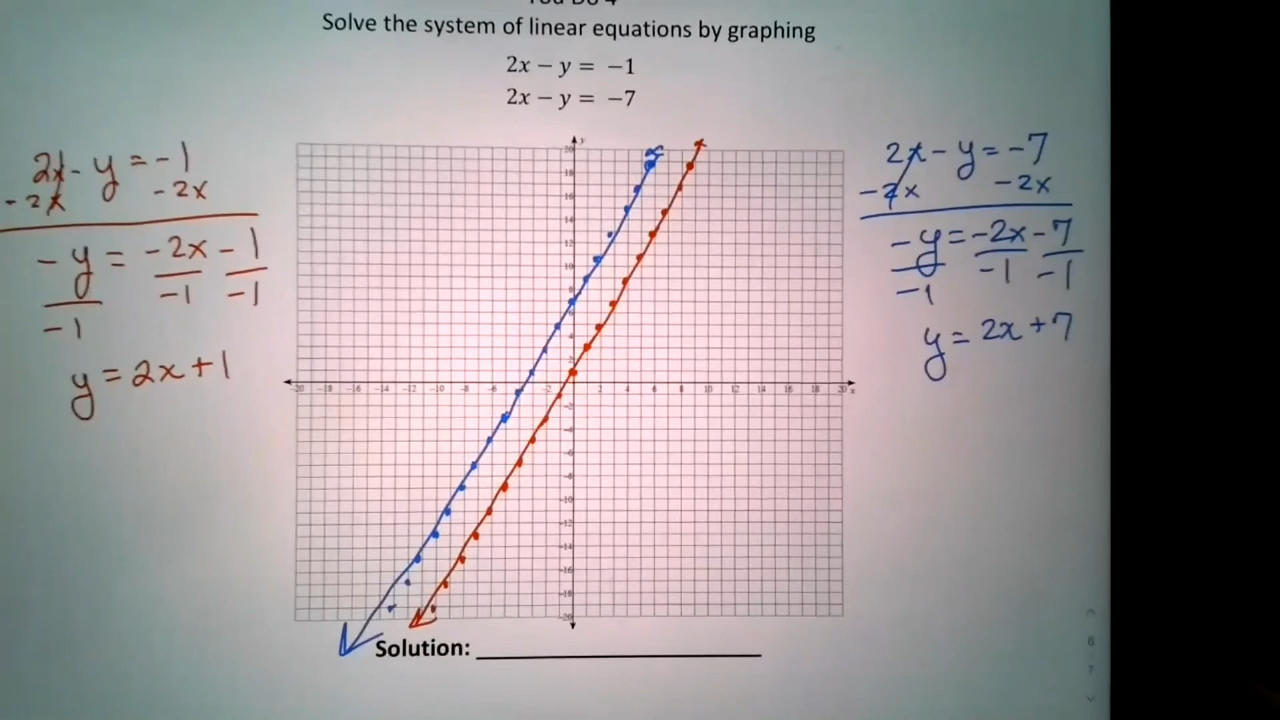 Solve the system of linear equations by graphing
2x − y = −1
2x − y = −7
2x - y = -1
-2x -2x
-y = -2x - 1
-1 -1 -1
y = 2x + 1
2x - y = -7
-2x -2x
-y = -2x - 7
-1 -1 -1
y = 2x + 7
Solution: